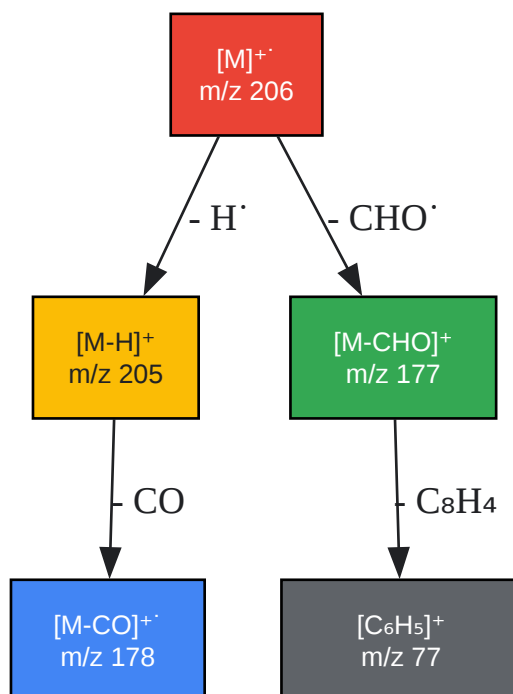 [M]⁺˙
m/z 206
- H˙
- CHO˙
[M-H]⁺
m/z 205
[M-CHO]⁺
m/z 177
- CO
- C₈H₄
[M-CO]⁺˙
m/z 178
[C₆H₅]⁺
m/z 77